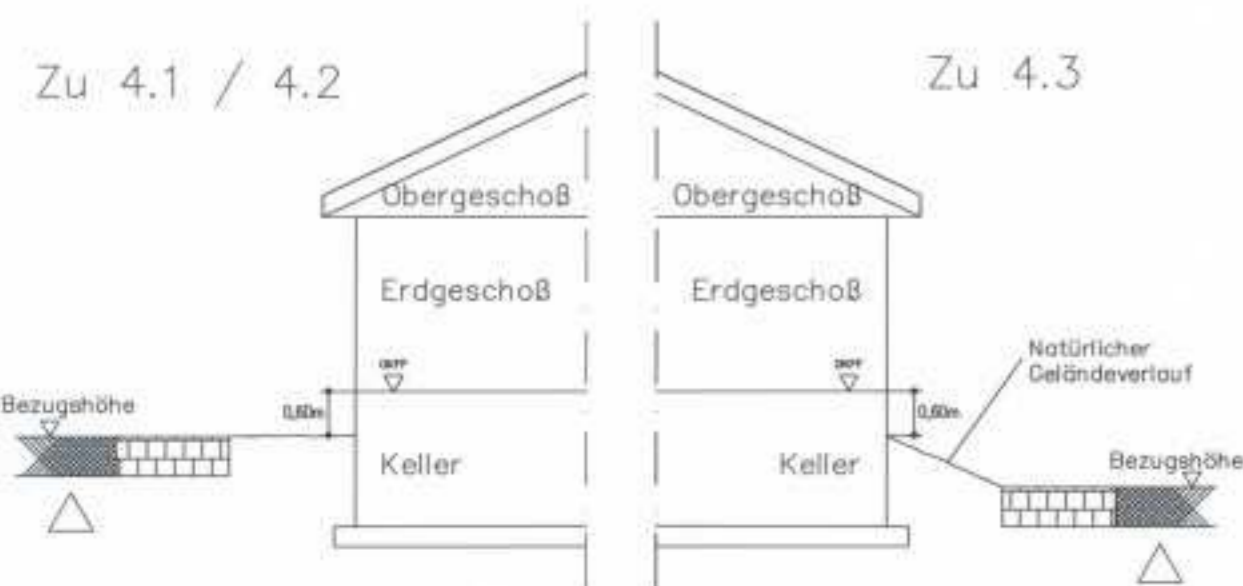 Zu 4.1 / 4.2
Zu 4.3
Obergeschoß
Obergeschoß
Erdgeschoß
Erdgeschoß
Natürlicher
Geländeverlauf
Bezugshöhe
0,60m
0,60m
Keller
Keller
Bezugshöhe